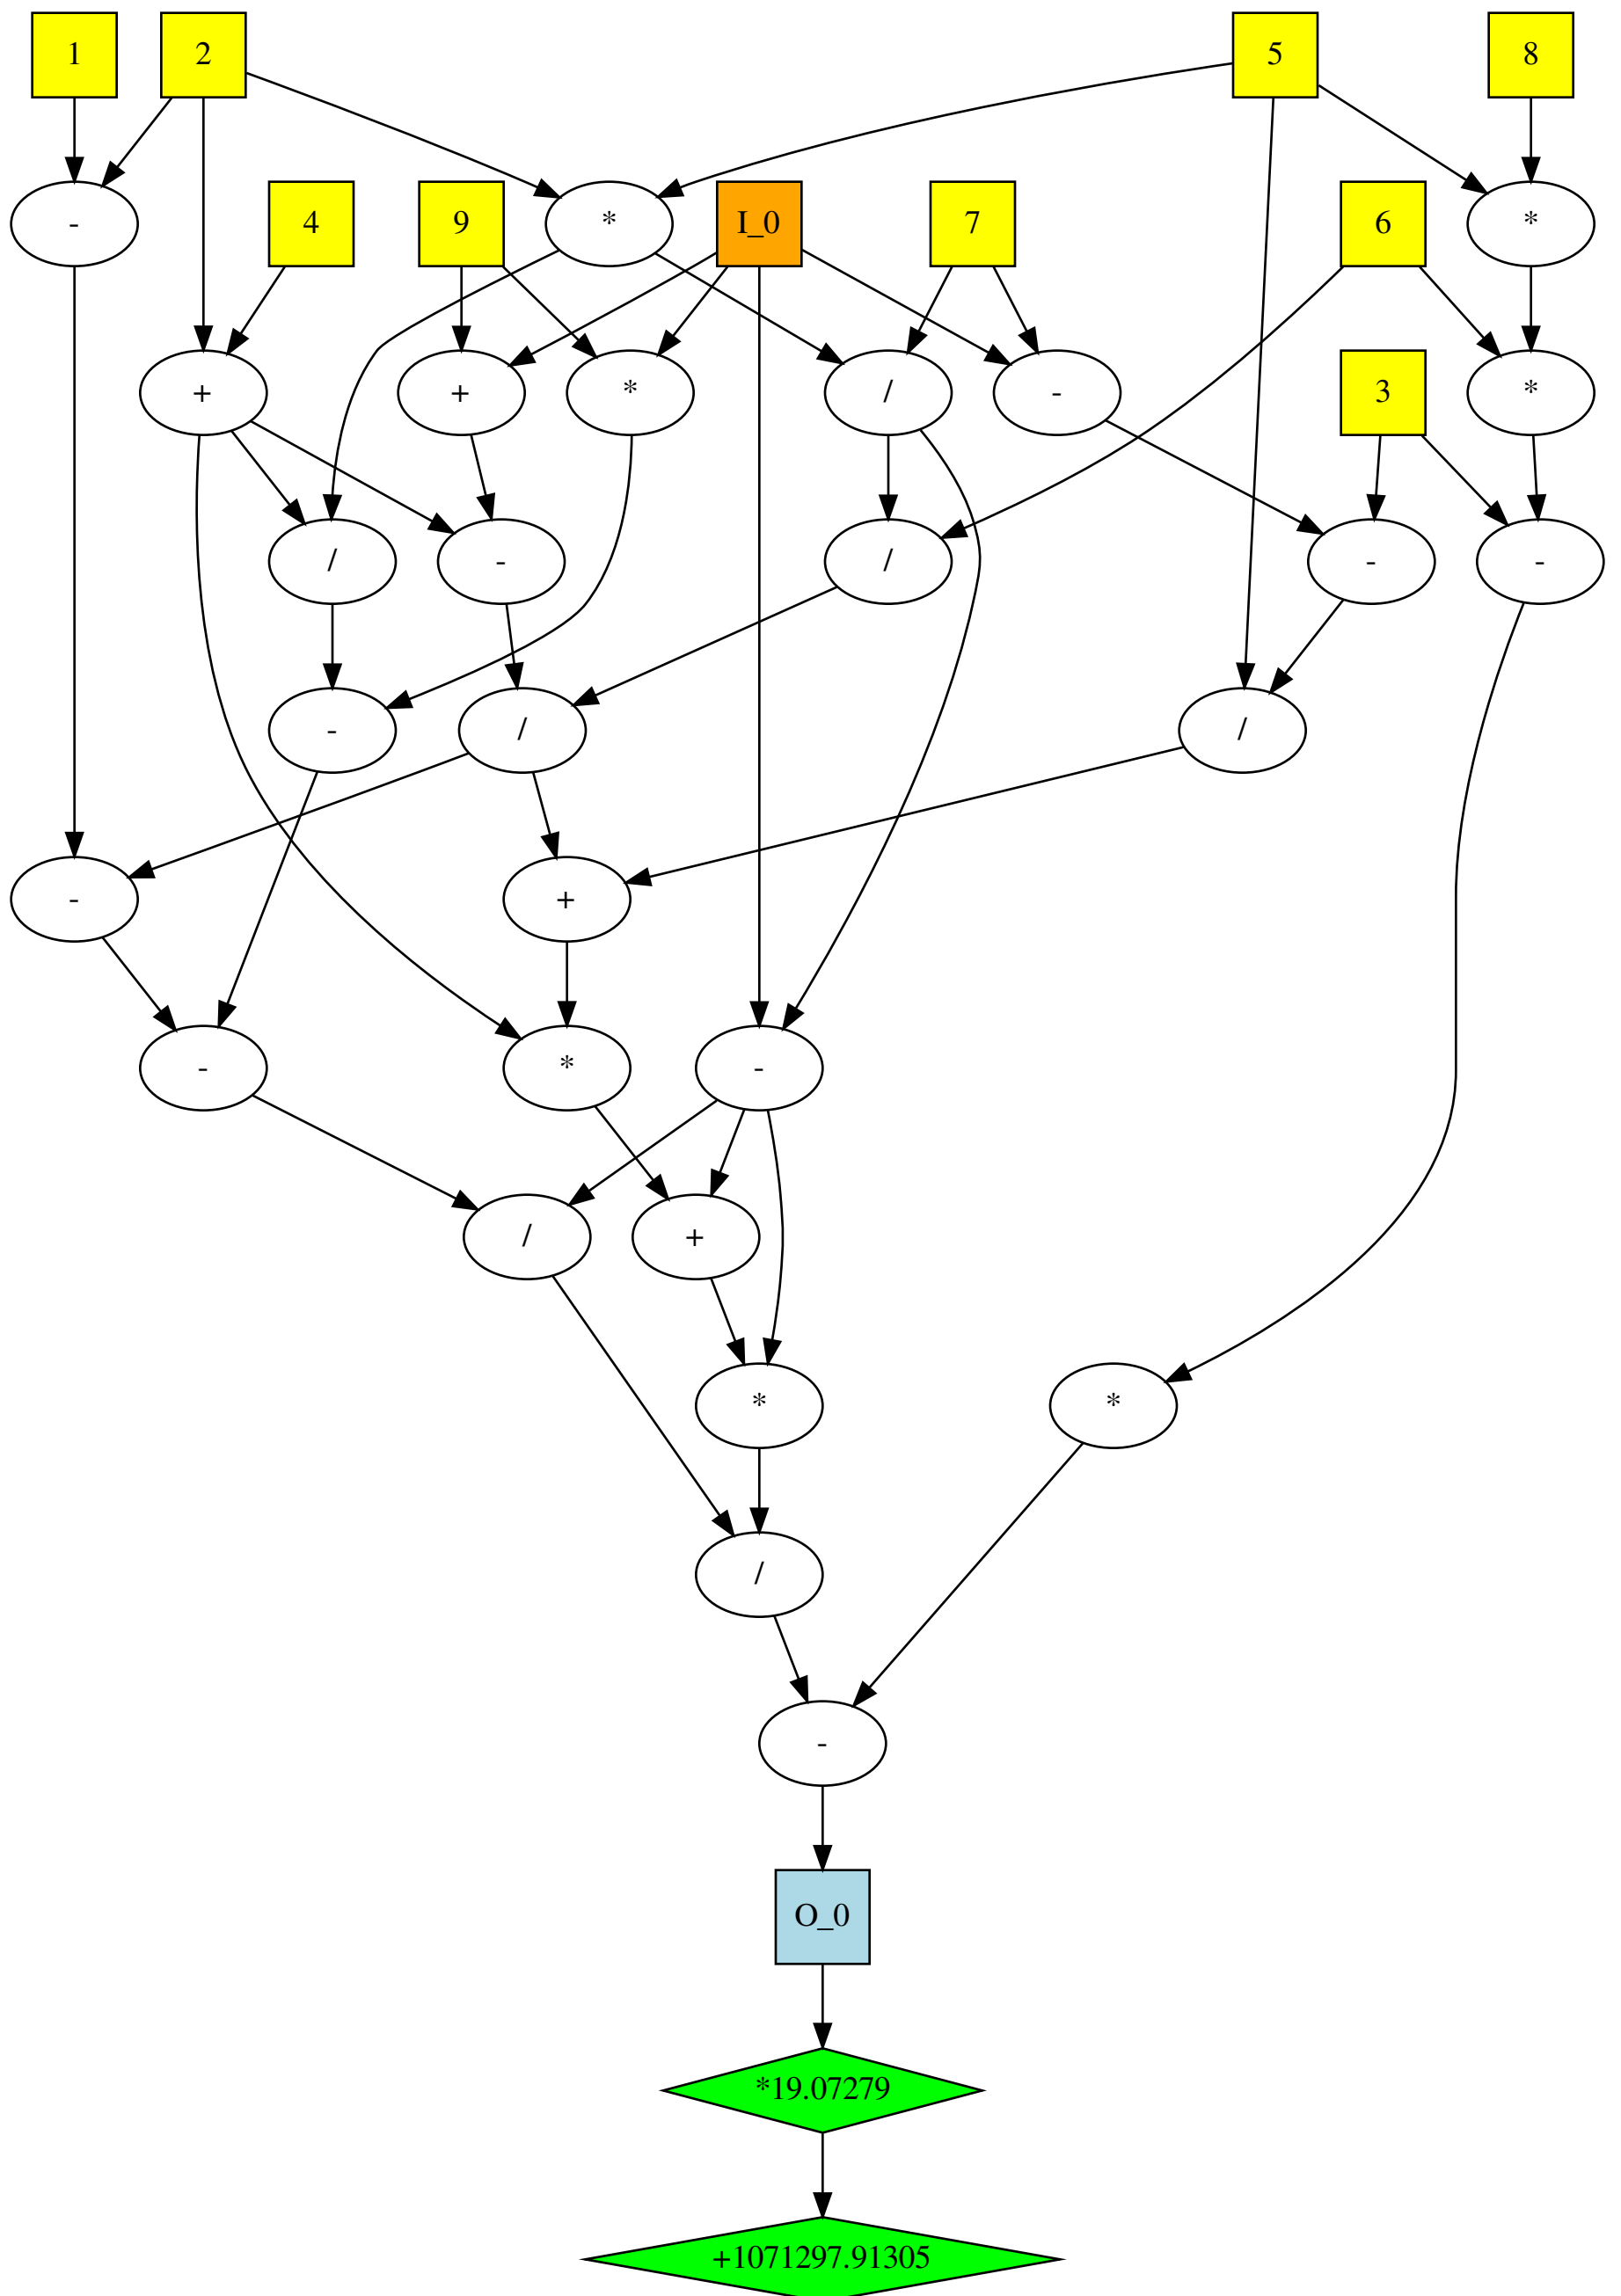 1 2 5 8
- 4 9 * I_0 7 6 *
+ + * / - 3 *
/ - / - -
- / /
- +
- * -
/ +
* *
/
-
O_0
*19.07279
+1071297.91305